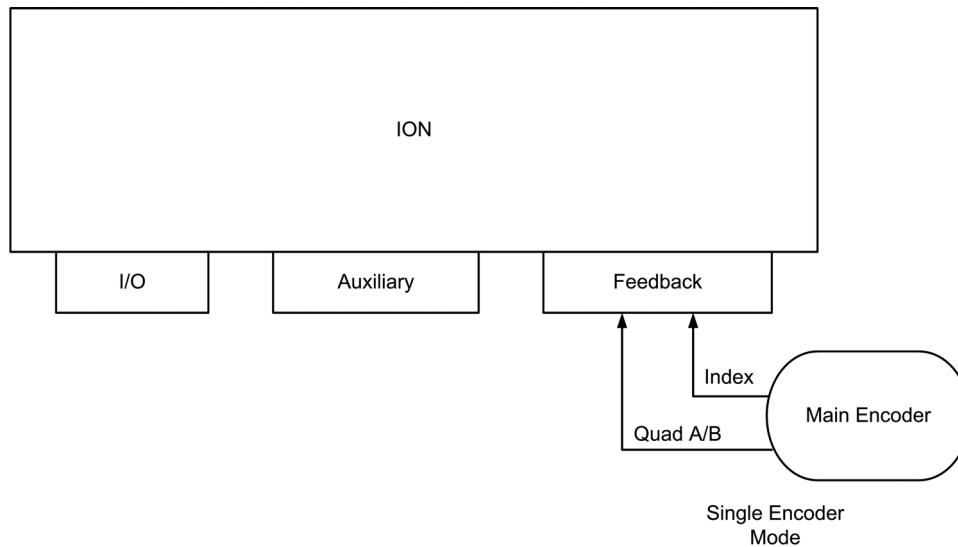 ION
I/O
Auxiliary
Feedback
Index
Main Encoder
Quad A/B
Single Encoder
Mode